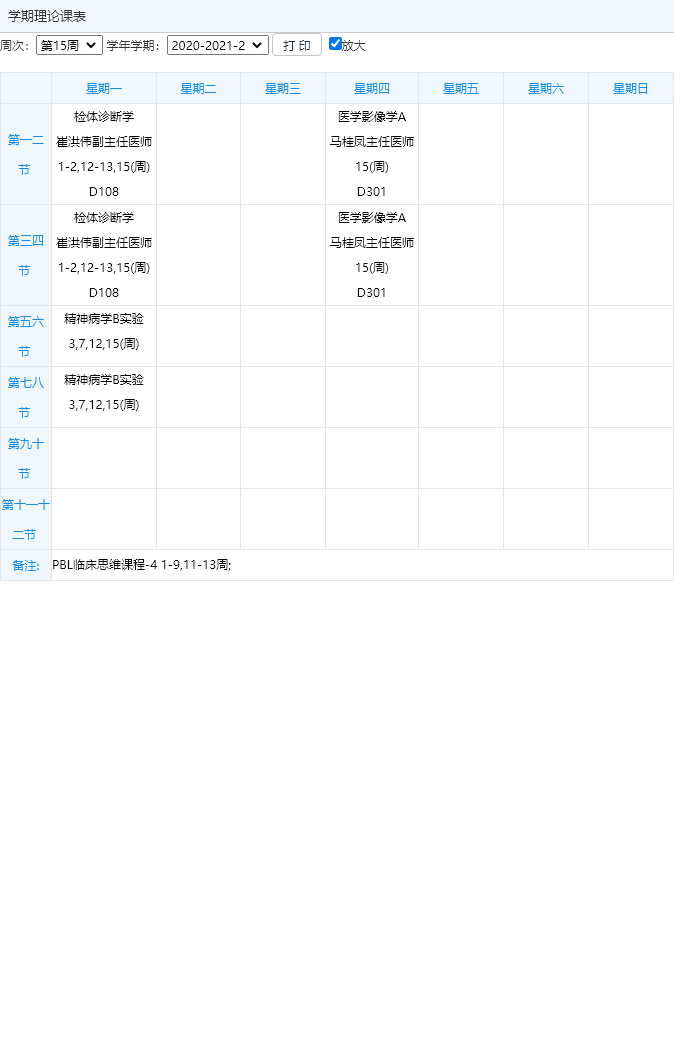 学期理论课表
周次: 第15周 学年学期: 2020-2021-2 打 印 放大
星期一 星期二 星期三 星期四 星期五 星期六 星期日
第一二
节
检体诊断学
崔洪伟副主任医师
1-2,12-13,15(周)
D108
医学影像学A
马桂凤主任医师
15(周)
D301
第三四
节
检体诊断学
崔洪伟副主任医师
1-2,12-13,15(周)
D108
医学影像学A
马桂凤主任医师
15(周)
D301
第五六
节
精神病学B实验
3,7,12,15(周)
第七八
节
精神病学B实验
3,7,12,15(周)
第九十
节
第十一十
二节
备注: PBL临床思维课程-4 1-9,11-13周;